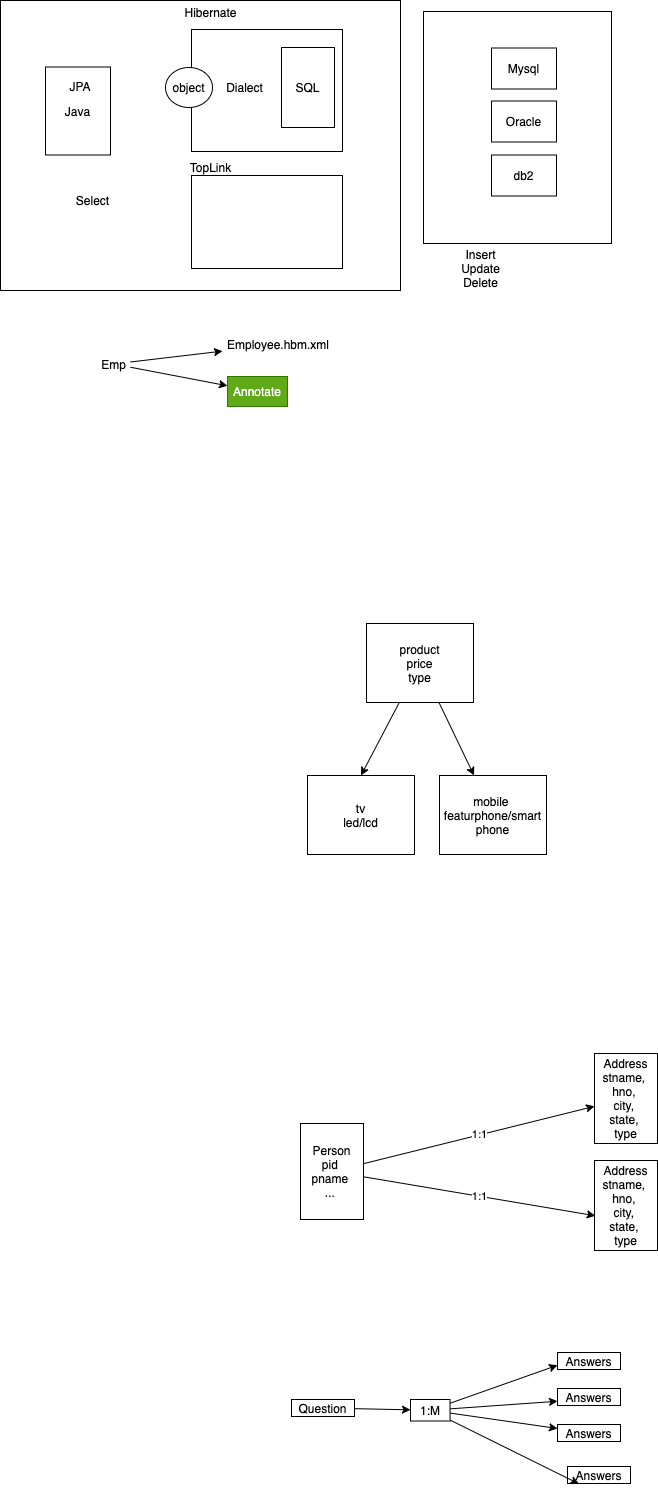 Hibernate
JPA
Java
object
Dialect
SQL
TopLink
Select
Mysql
Oracle
db2
Insert
Update
Delete
Emp
Employee.hbm.xml
Annotate
product
price
type
tv
led/lcd
mobile
featurphone/smart
phone
Person
pid
pname
...
1:1
1:1
Address
stname,
hno,
city,
state,
type
Address
stname,
hno,
city,
state,
type
Question
1:M
Answers
Answers
Answers
Answers